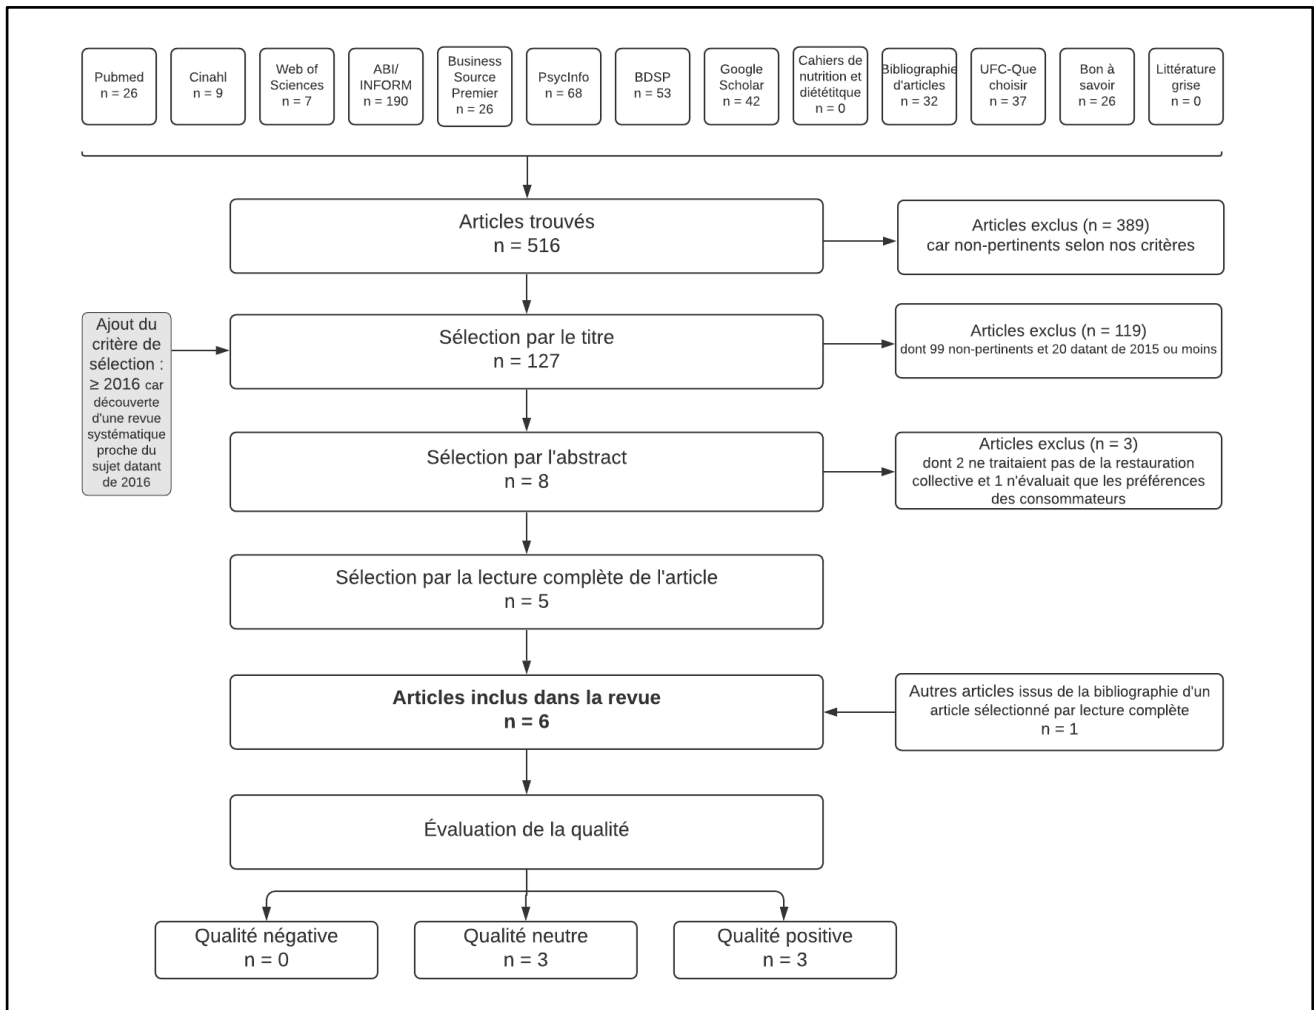 Pubmed
n = 26
Cinahl
n = 9
Web of
Sciences
n = 7
ABI/
INFORM
n = 190
Business
Source
Premier
n = 26
PsycInfo
n = 68
BDSP
n = 53
Google
Scholar
n = 42
Cahiers de
nutrition et
diététitque
n = 0
Bibliographie
d'articles
n = 32
UFC-Que
choisir
n = 37
Bon à
savoir
n = 26
Littérature
grise
n = 0
Articles trouvés
n = 516
Articles exclus (n = 389)
car non-pertinents selon nos critères
Ajout du
critère de
sélection :
≥ 2016 car
découverte
d'une revue
systématique
proche du
sujet datant
de 2016
Sélection par le titre
n = 127
Articles exclus (n = 119)
dont 99 non-pertinents et 20 datant de 2015 ou moins
Sélection par l'abstract
n = 8
Articles exclus (n = 3)
dont 2 ne traitaient pas de la restauration
collective et 1 n'évaluait que les préférences
des consommateurs
Sélection par la lecture complète de l'article
n = 5
Articles inclus dans la revue
n = 6
Autres articles issus de la bibliographie d'un
article sélectionné par lecture complète
n = 1
Évaluation de la qualité
Qualité négative
n = 0
Qualité neutre
n = 3
Qualité positive
n = 3